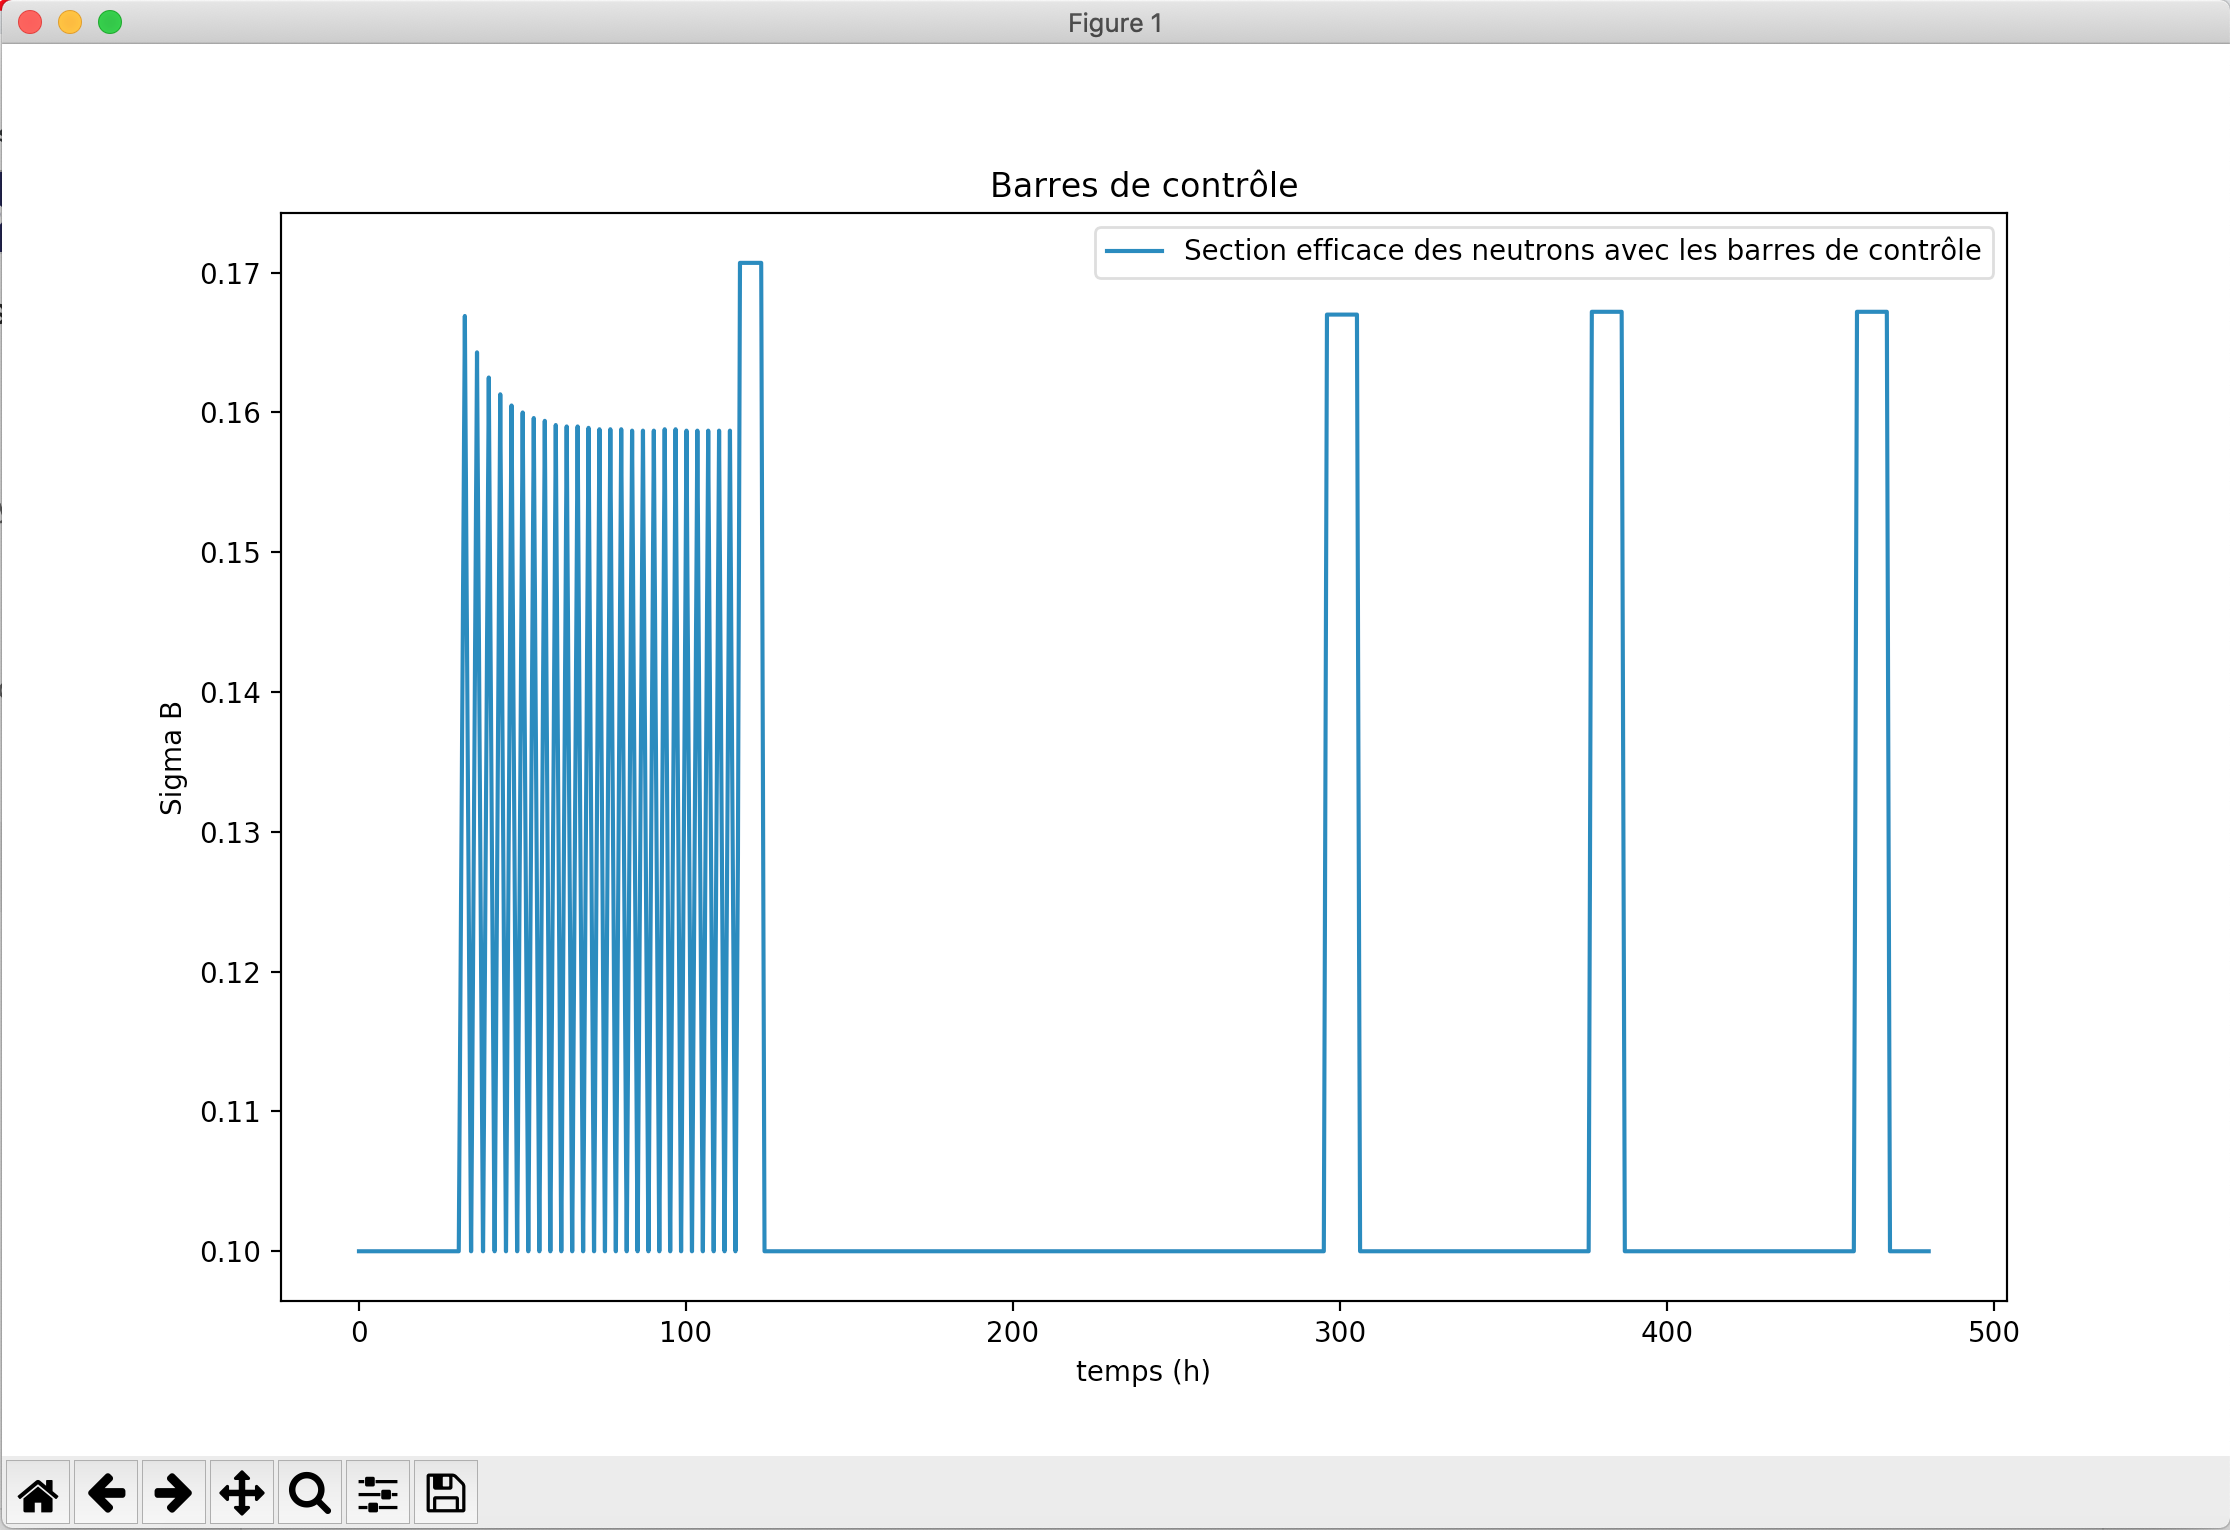 Figure 1
Barres de contrôle
Section efficace des neutrons avec les barres de contrôle
0.17
0.16
0.15
0.14
0.13
0.12
0.11
0.10
Sigma B
0 100 200 300 400 500
temps (h)